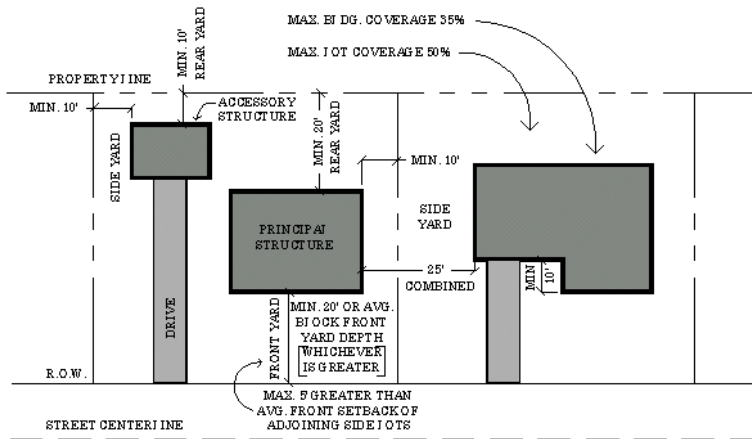 MAX. BLDG. COVERAGE 35%
MAX. LOT COVERAGE 50%
MIN. 10'
REAR YARD
PROPERTY LINE
MIN. 10'
ACCESSORY
STRUCTURE
SIDE YARD
MIN. 20'
REAR YARD
MIN. 10'
PRINCIPAL
STRUCTURE
SIDE
YARD
25'
COMBINED
MIN
10'
DRIVE
FRONT YARD
MIN. 20' OR AVG.
BLOCK FRONT
YARD DEPTH
WHICHEVER
IS GREATER
R.O.W.
MAX. 5' GREATER THAN
AVG. FRONT SETBACK OF
ADJOINING SIDE LOTS
STREET CENTERLINE